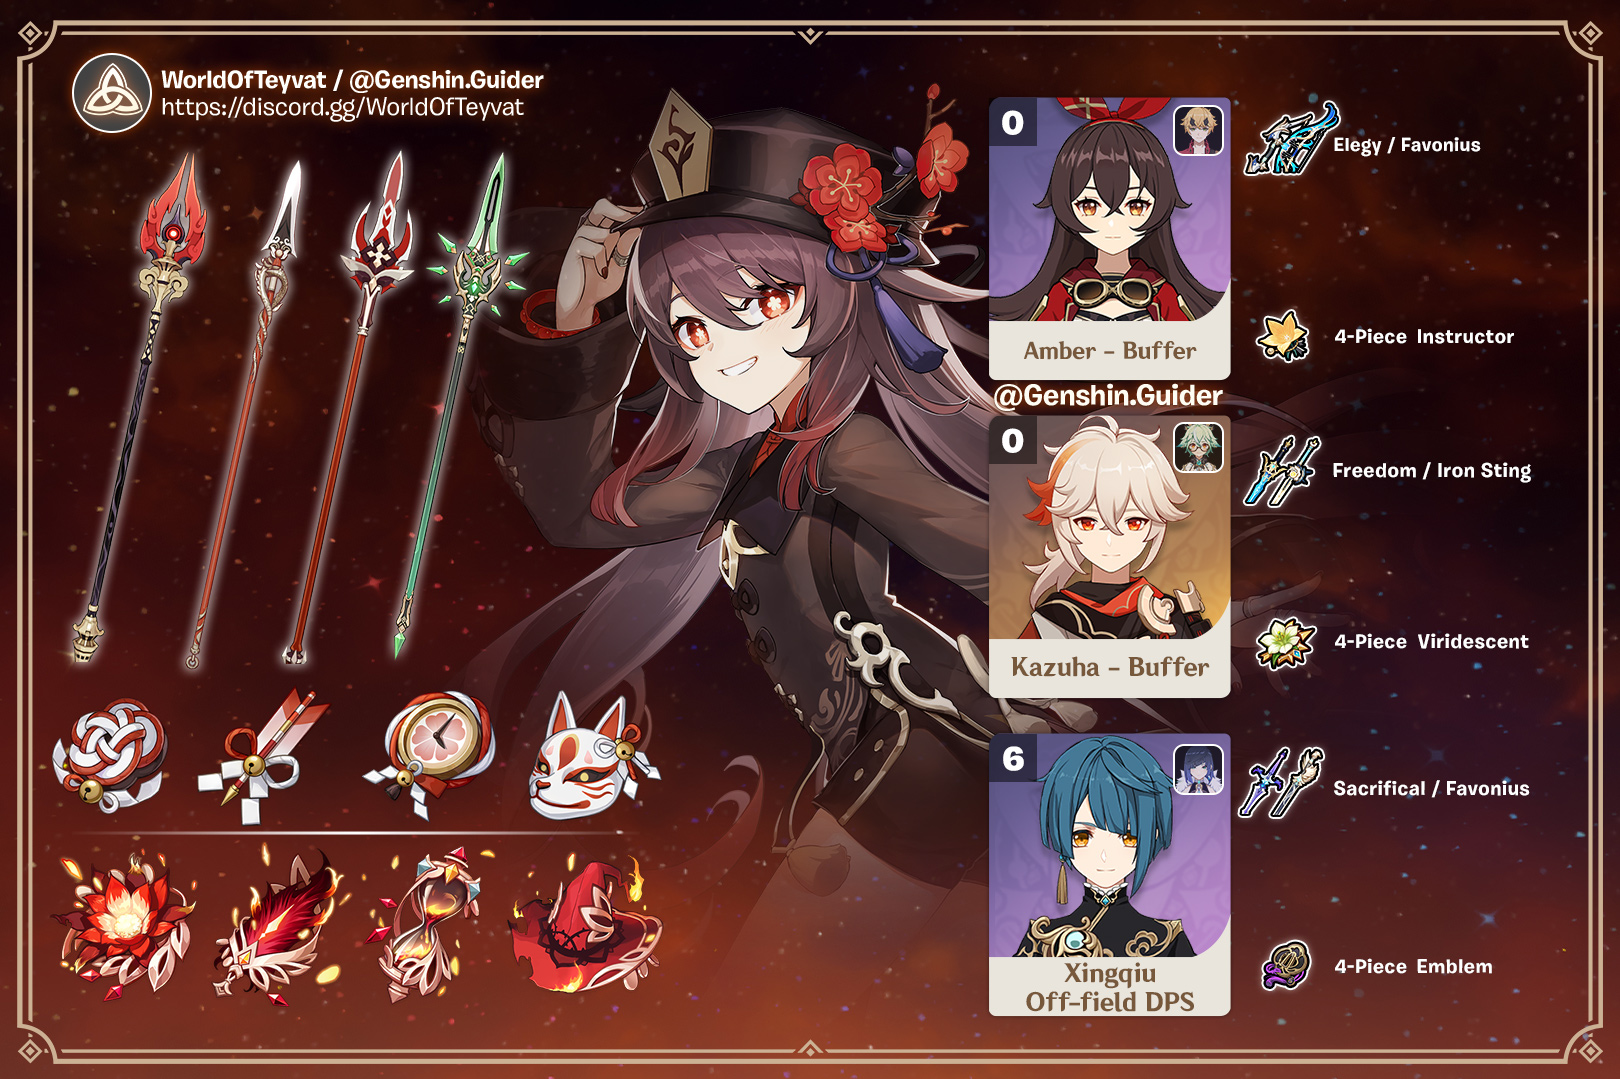 WorldOfTeyvat / @Genshin.Guider
https://discord.gg/WorldOfTeyvat
0
Elegy / Favonius
Amber - Buffer
4-Piece Instructor
@Genshin.Guider
0
Freedom / Iron Sting
Kazuha - Buffer
4-Piece Viridescent
6
Sacrifical / Favonius
Xingqiu
Off-field DPS
4-Piece Emblem